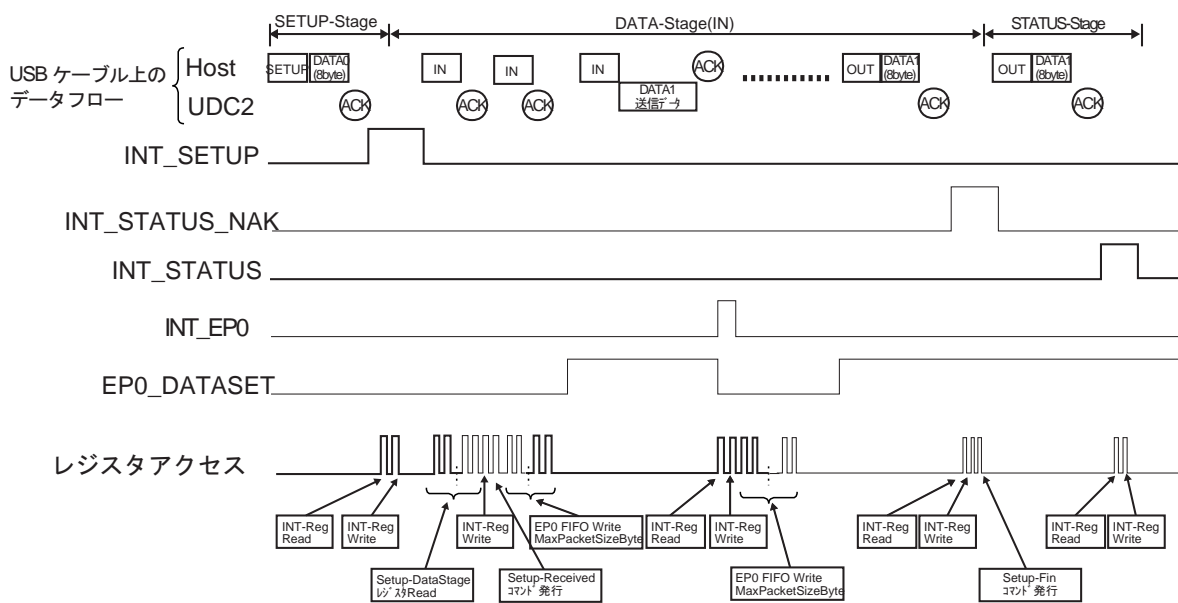 SETUP-Stage
DATA-Stage(IN)
STATUS-Stage
USB ケーブル上の
データフロー
Host
UDC2
SETUP
DATA0
(8byte)
ACK
IN
ACK
IN
ACK
IN
DATA1
送信ﾃﾞｰﾀ
ACK
OUT
DATA1
(8byte)
ACK
OUT
DATA1
(8byte)
ACK
INT_SETUP
INT_STATUS_NAK
INT_STATUS
INT_EP0
EP0_DATASET
レジスタアクセス
INT-Reg
Read
INT-Reg
Write
Setup-DataStage
ﾚｼﾞｽﾀRead
INT-Reg
Write
Setup-Received
ｺﾏﾝﾄﾞ発行
EP0 FIFO Write
MaxPacketSizeByte
INT-Reg
Read
INT-Reg
Write
EP0 FIFO Write
MaxPacketSizeByte
INT-Reg
Read
INT-Reg
Write
Setup-Fin
ｺﾏﾝﾄﾞ発行
INT-Reg
Read
INT-Reg
Write